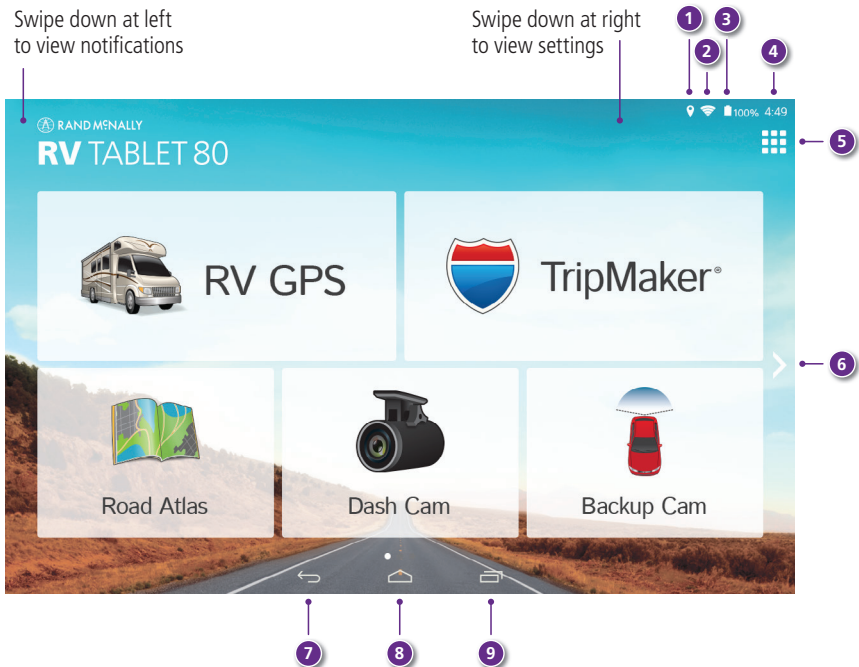 Swipe down at left
to view notifications
Swipe down at right
to view settings
1
2
3
4
100% 4:49
RAND MCNALLY
RV TABLET 80
5
RV GPS
TripMaker®
6
Road Atlas
Dash Cam
Backup Cam
7
8
9